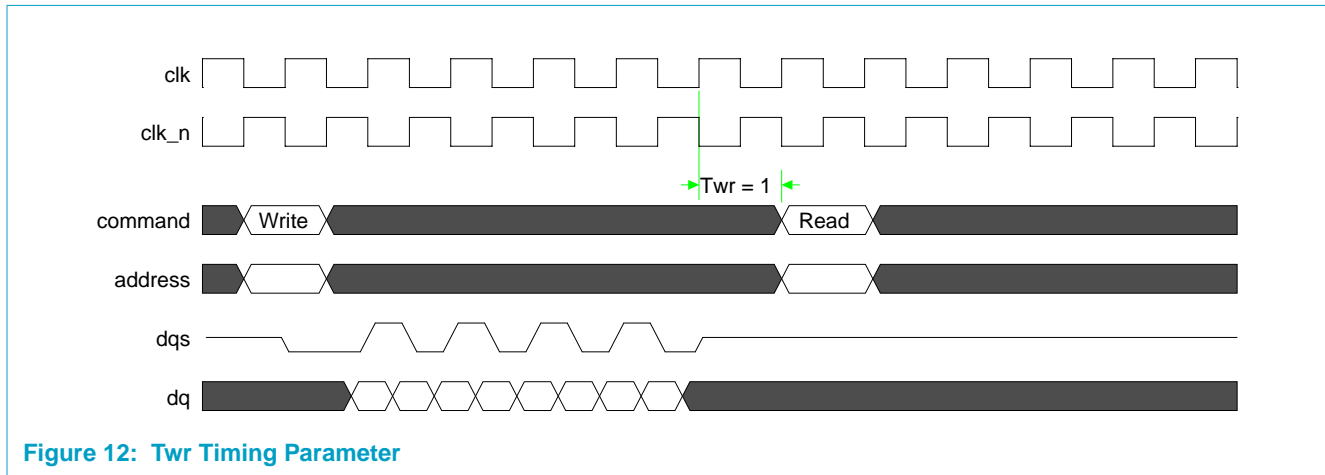 clk
clk_n
Twr = 1
command
Write
Read
address
dqs
dq
Figure 12: Twr Timing Parameter